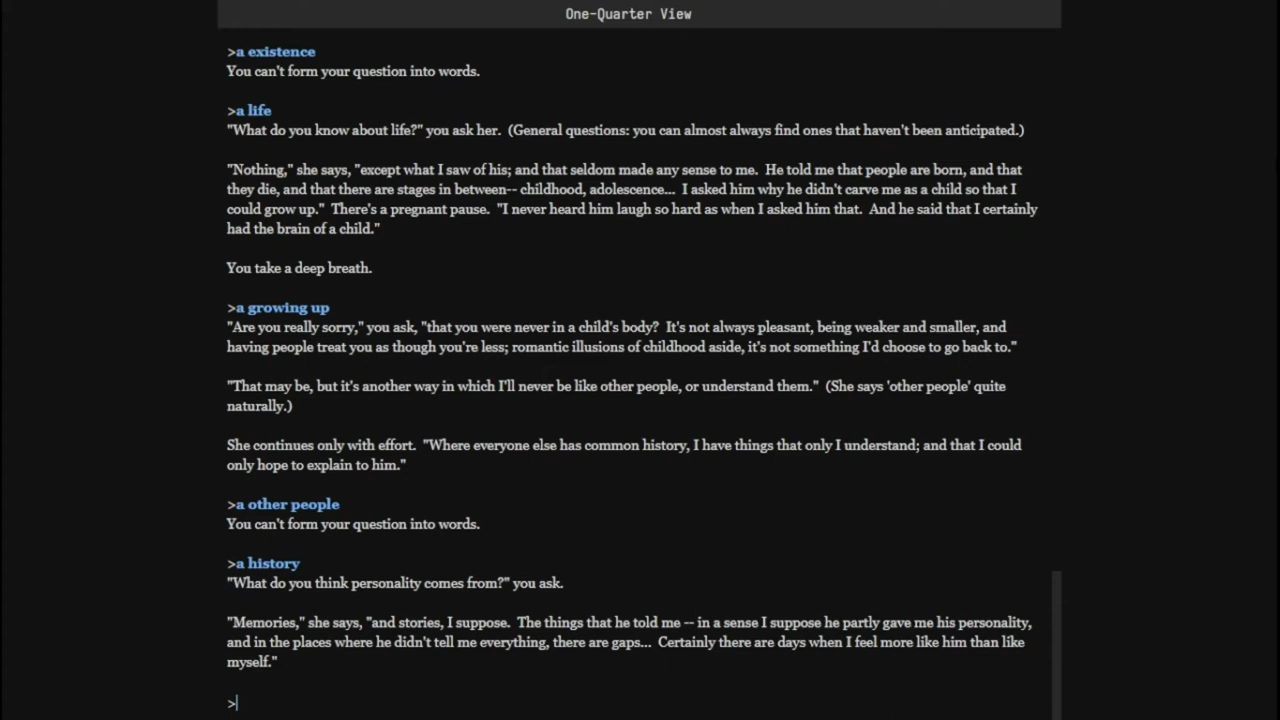 One-Quarter View
>a existence
You can't form your question into words.
>a life
"What do you know about life?" you ask her.  (General questions: you can almost always find ones that haven't been anticipated.)
"Nothing," she says, "except what I saw of his; and that seldom made any sense to me.  He told me that people are born, and that
they die, and that there are stages in between-- childhood, adolescence...  I asked him why he didn't carve me as a child so that I
could grow up."  There's a pregnant pause.  "I never heard him laugh so hard as when I asked him that.  And he said that I certainly
had the brain of a child."
You take a deep breath.
>a growing up
"Are you really sorry," you ask, "that you were never in a child's body?  It's not always pleasant, being weaker and smaller, and
having people treat you as though you're less; romantic illusions of childhood aside, it's not something I'd choose to go back to."
"That may be, but it's another way in which I'll never be like other people, or understand them."  (She says 'other people' quite
naturally.)
She continues only with effort.  "Where everyone else has common history, I have things that only I understand; and that I could
only hope to explain to him."
>a other people
You can't form your question into words.
>a history
"What do you think personality comes from?" you ask.
"Memories," she says, "and stories, I suppose.  The things that he told me -- in a sense I suppose he partly gave me his personality,
and in the places where he didn't tell me everything, there are gaps...  Certainly there are days when I feel more like him than like
myself."
>